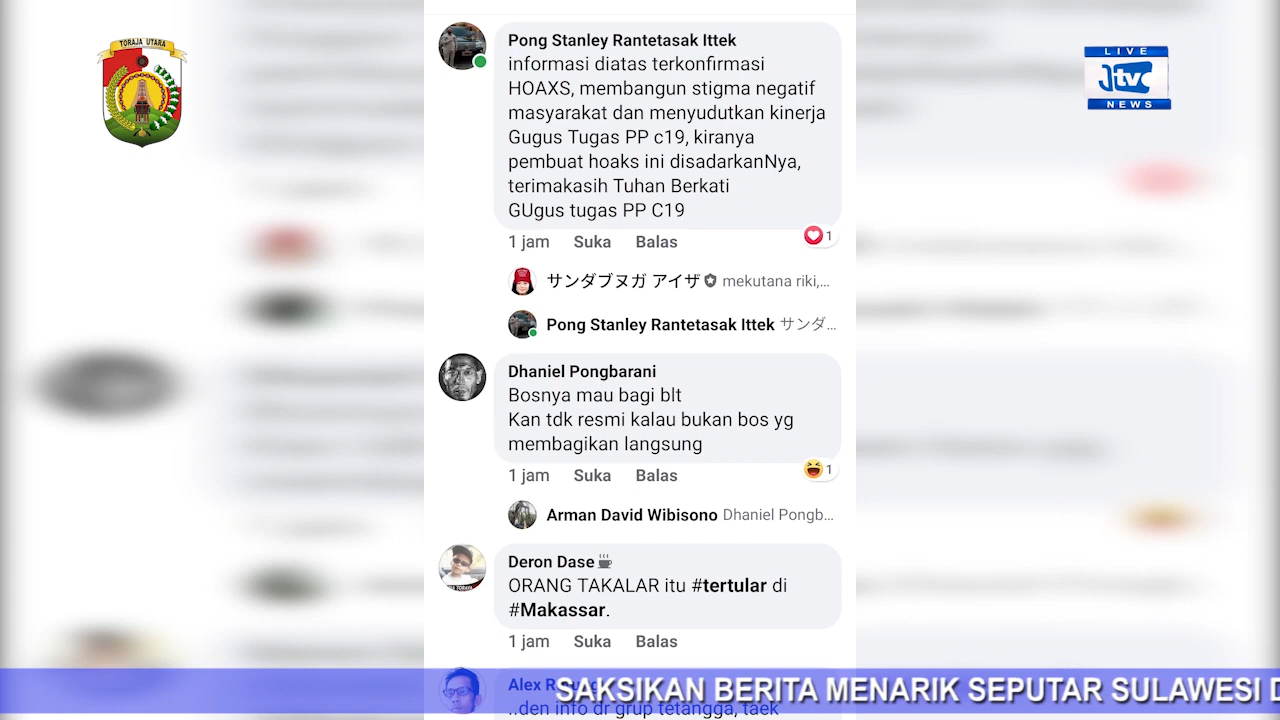 TORAJA UTARA
LIVE
Jtv
NEWS
Pong Stanley Rantetasak Ittek
informasi diatas terkonfirmasi
HOAXS, membangun stigma negatif
masyarakat dan menyudutkan kinerja
Gugus Tugas PP c19, kiranya
pembuat hoaks ini disadarkanNya,
terimakasih Tuhan Berkati
GUgus tugas PP C19
1 jam Suka Balas 1
サンダブヌガ アイザ mekutana riki,...
Pong Stanley Rantetasak Ittek サンダ...
Dhaniel Pongbarani
Bosnya mau bagi blt
Kan tdk resmi kalau bukan bos yg
membagikan langsung
1 jam Suka Balas 1
Arman David Wibisono Dhaniel Pongb...
Deron Dase
ORANG TAKALAR itu #tertular di
#Makassar.
1 jam Suka Balas
Alex
SAKSIKAN BERITA MENARIK SEPUTAR SULAWESI D
..den info dr grup tetangga, taek